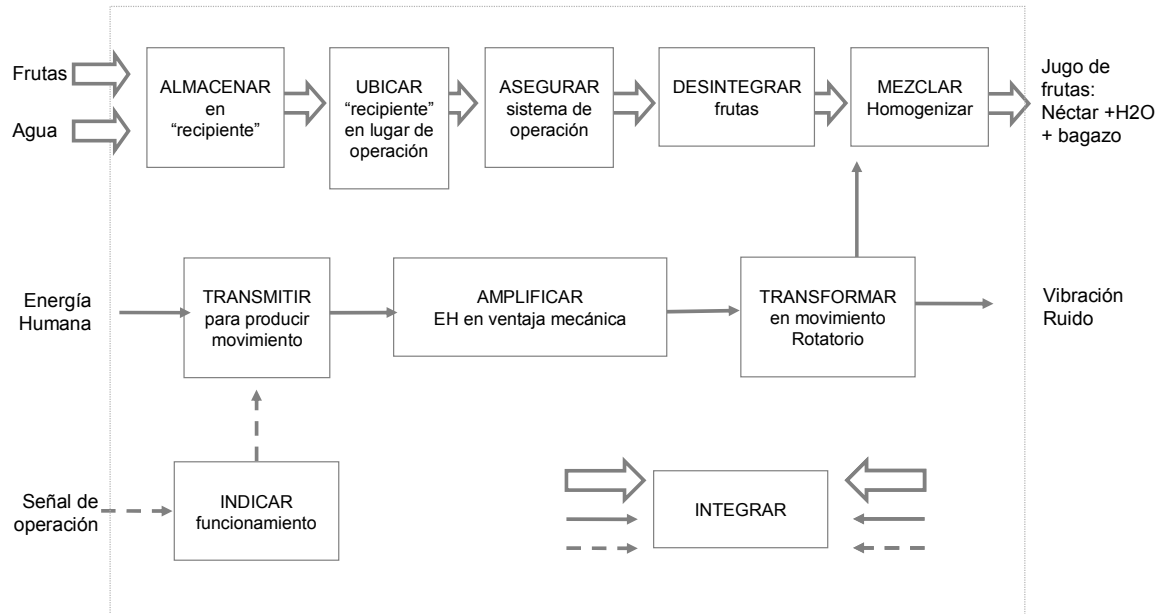 Frutas
Agua
ALMACENAR
en
“recipiente”
UBICAR
“recipiente”
en lugar de
operación
ASEGURAR
sistema de
operación
DESINTEGRAR
frutas
MEZCLAR
Homogenizar
Jugo de
frutas:
Néctar +H2O
+ bagazo
Energía
Humana
TRANSMITIR
para producir
movimiento
AMPLIFICAR
EH en ventaja mecánica
TRANSFORMAR
en movimiento
Rotatorio
Vibración
Ruido
Señal de
operación
INDICAR
funcionamiento
INTEGRAR